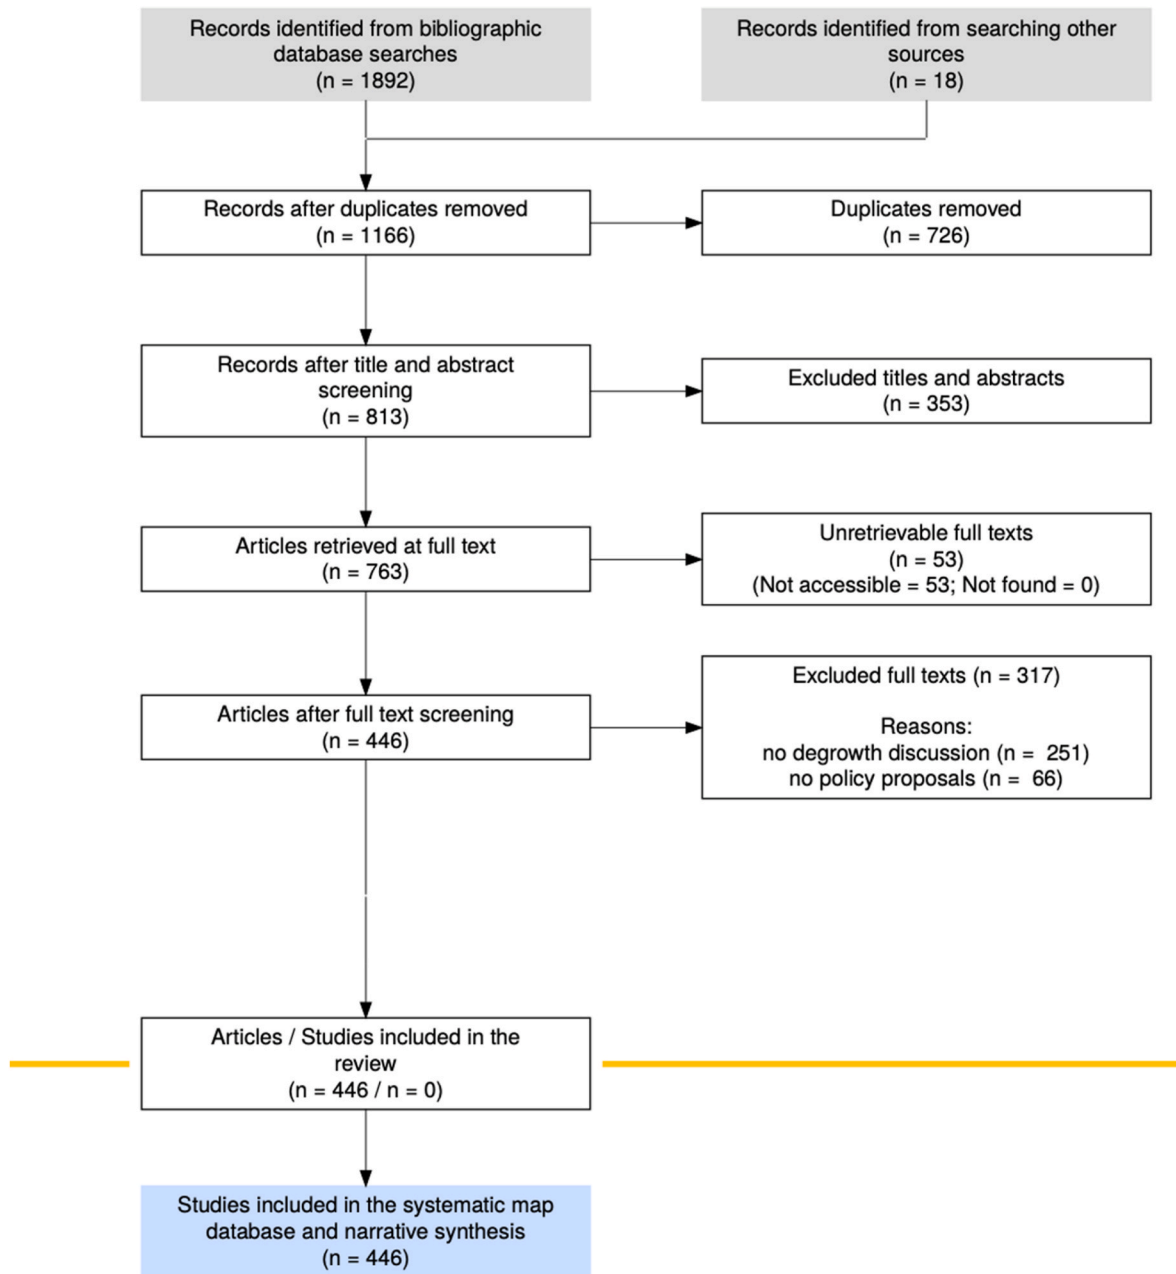 Records identified from bibliographic
database searches
(n = 1892)
Records identified from searching other
sources
(n = 18)
Records after duplicates removed
(n = 1166)
Duplicates removed
(n = 726)
Records after title and abstract
screening
(n = 813)
Excluded titles and abstracts
(n = 353)
Articles retrieved at full text
(n = 763)
Unretrievable full texts
(n = 53)
(Not accessible = 53; Not found = 0)
Articles after full text screening
(n = 446)
Excluded full texts (n = 317)
Reasons:
no degrowth discussion (n =  251)
no policy proposals (n =  66)
Articles / Studies included in the
review
(n = 446 / n = 0)
Studies included in the systematic map
database and narrative synthesis
(n = 446)